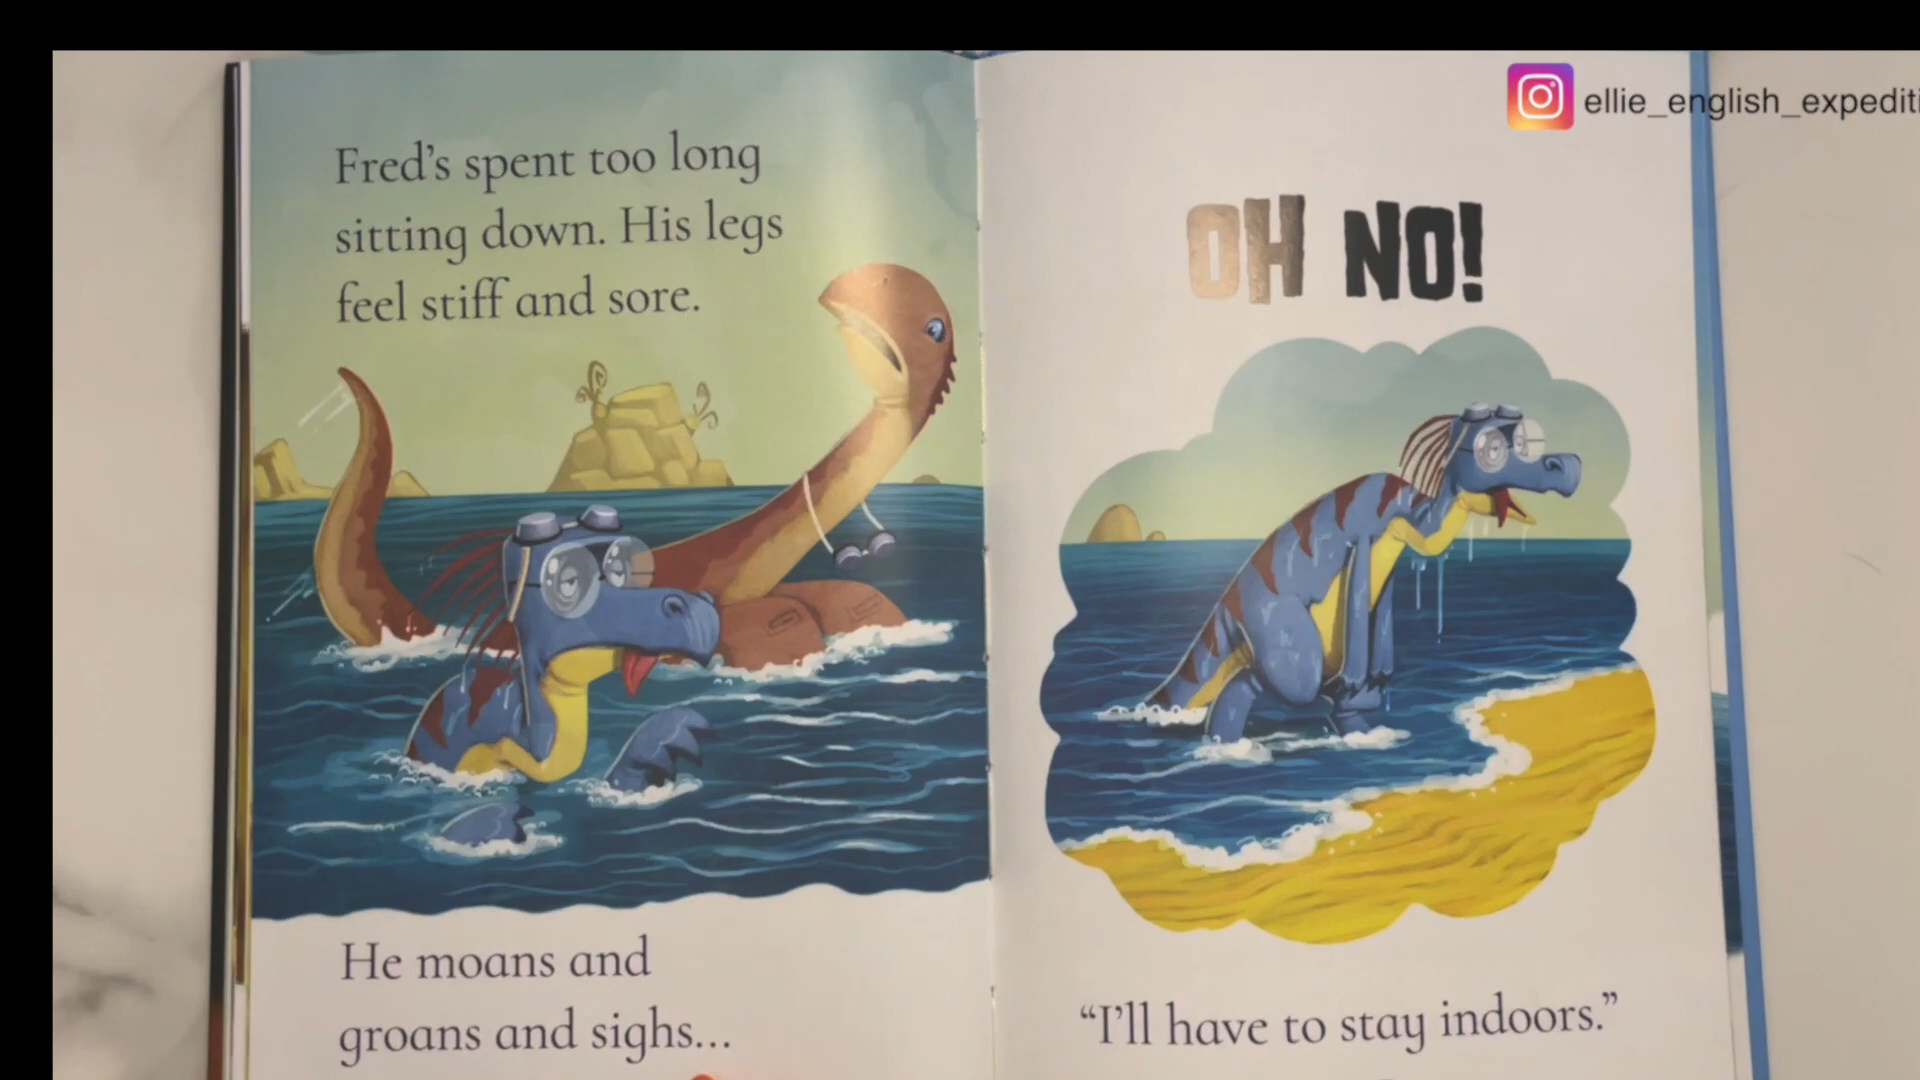 ellie_english_expediti
Fred's spent too long
sitting down. His legs
feel stiff and sore.
He moans and
groans and sighs...
OH NO!
“I'll have to stay indoors.”